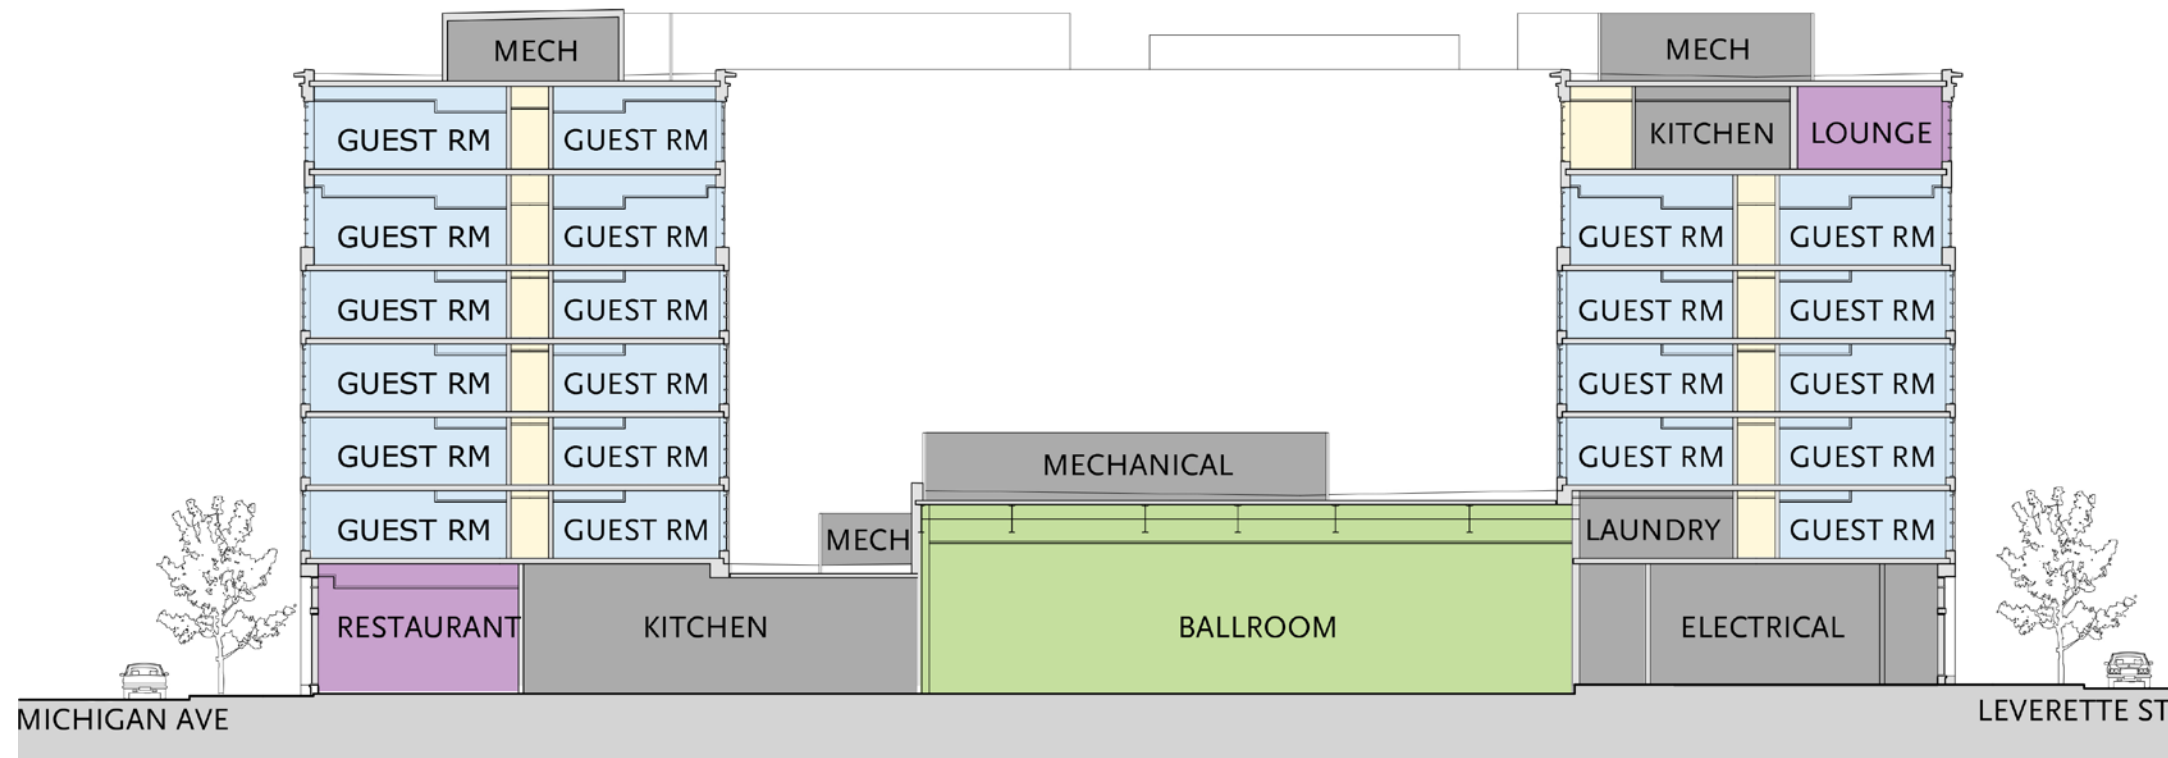 MECH
MECH
GUEST RM GUEST RM KITCHEN LOUNGE
GUEST RM GUEST RM GUEST RM GUEST RM
GUEST RM GUEST RM GUEST RM GUEST RM
GUEST RM GUEST RM GUEST RM GUEST RM
GUEST RM GUEST RM MECHANICAL GUEST RM GUEST RM
GUEST RM GUEST RM MECH LAUNDRY GUEST RM
RESTAURANT KITCHEN BALLROOM ELECTRICAL
MICHIGAN AVE
LEVERETTE ST